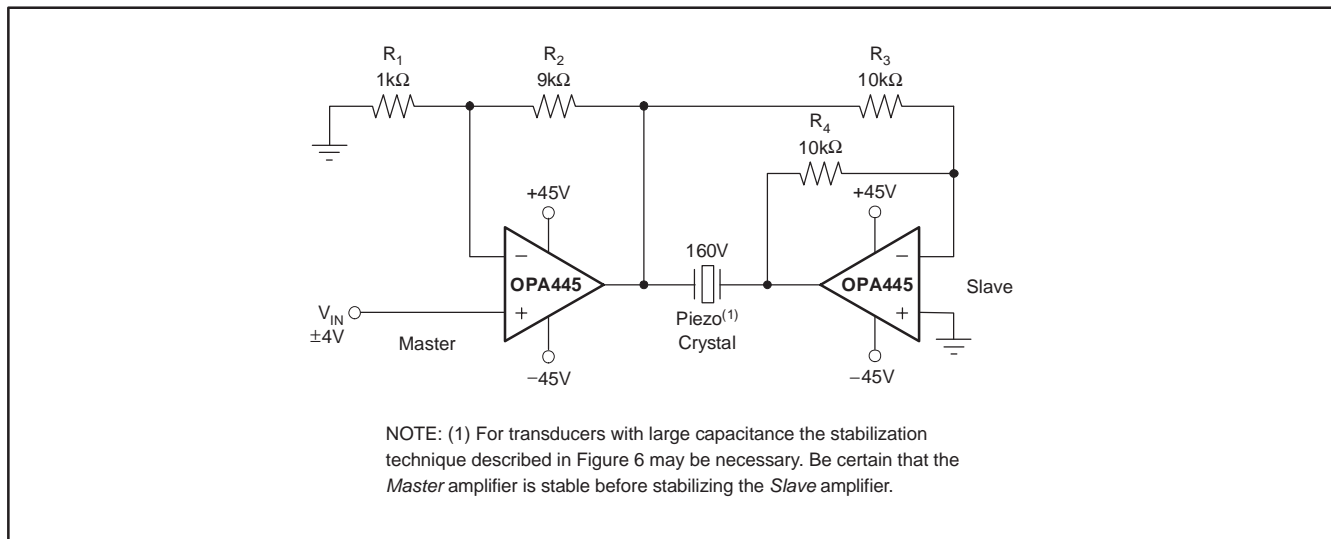 R1
1kΩ
R2
9kΩ
R3
10kΩ
R4
10kΩ
+45V
+45V
−
OPA445
+
160V
−
OPA445
+
Slave
VIN
±4V
Master
Piezo(1)
Crystal
−45V
−45V
NOTE: (1) For transducers with large capacitance the stabilization
technique described in Figure 6 may be necessary. Be certain that the
Master amplifier is stable before stabilizing the Slave amplifier.